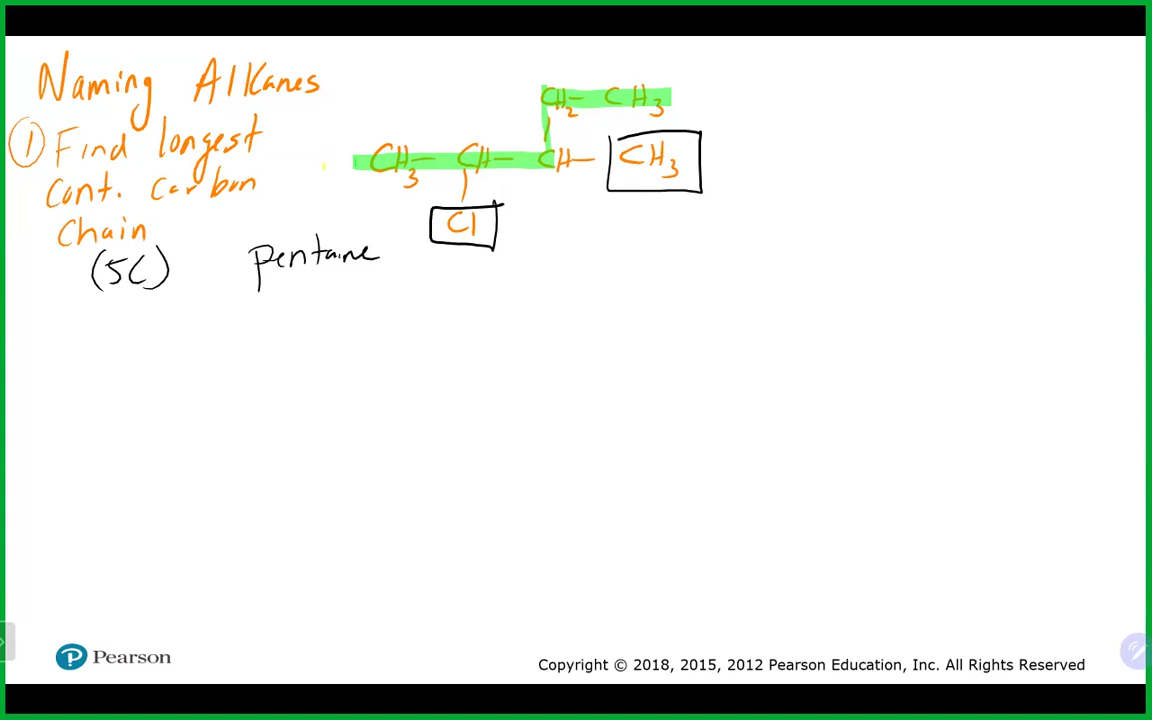 Naming Alkanes
① Find longest
Cont. carbon
Chain
(5C)
pentane
CH2- CH3
CH3- CH- CH- CH3
Cl
Pearson
Copyright © 2018, 2015, 2012 Pearson Education, Inc. All Rights Reserved